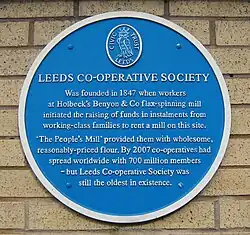 CIVIC TRUST
LEEDS
LEEDS CO-OPERATIVE SOCIETY
Was founded in 1847 when workers
at Holbeck's Benyon & Co flax-spinning mill
initiated the raising of funds in instalments from
working-class families to rent a mill on this site.
'The People's Mill' provided them with wholesome,
reasonably-priced flour. By 2007 co-operatives had
spread worldwide with 700 million members
- but Leeds Co-operative Society was
still the oldest in existence.